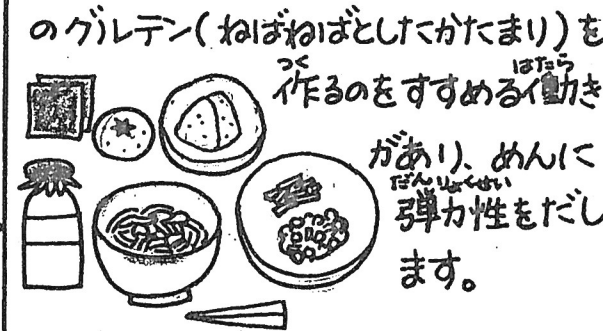 のグルテン(ねばねばとしたかたまり)を
作るのをすすめる働き
があり、めんに
弾力性をだし
ます。